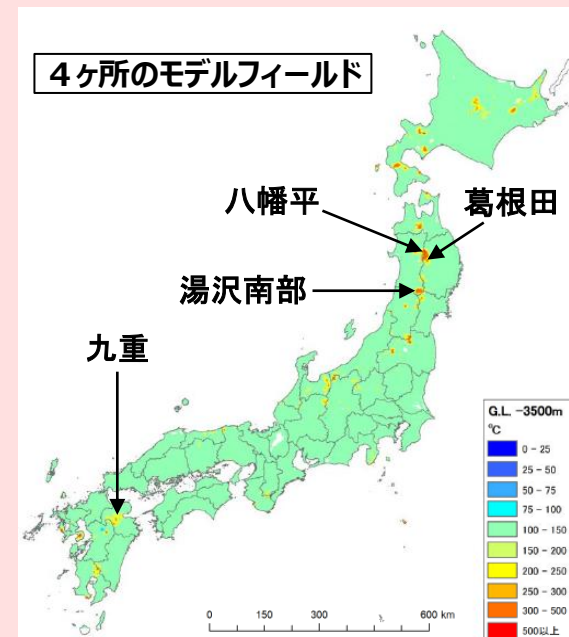 4ヶ所のモデルフィールド
八幡平
葛根田
湯沢南部
九重
G.L. -3500m
℃
0 - 25
25 - 50
50 - 75
75 - 100
100 - 150
150 - 200
200 - 250
250 - 300
300 - 500
500以上
0 150 300 600 km